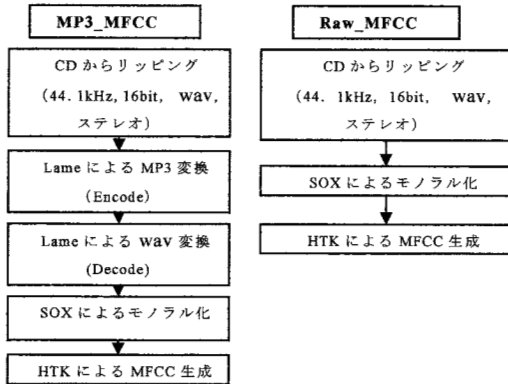 MP3_MFCC
CD からリッピング
（44. 1kHz, 16bit, wav,
ステレオ）
Lame による MP3 変換
(Encode)
Lame による wav 変換
(Decode)
SOX によるモノラル化
HTK による MFCC 生成
Raw_MFCC
CD からリッピング
（44. 1kHz, 16bit, wav,
ステレオ）
SOX によるモノラル化
HTK による MFCC 生成